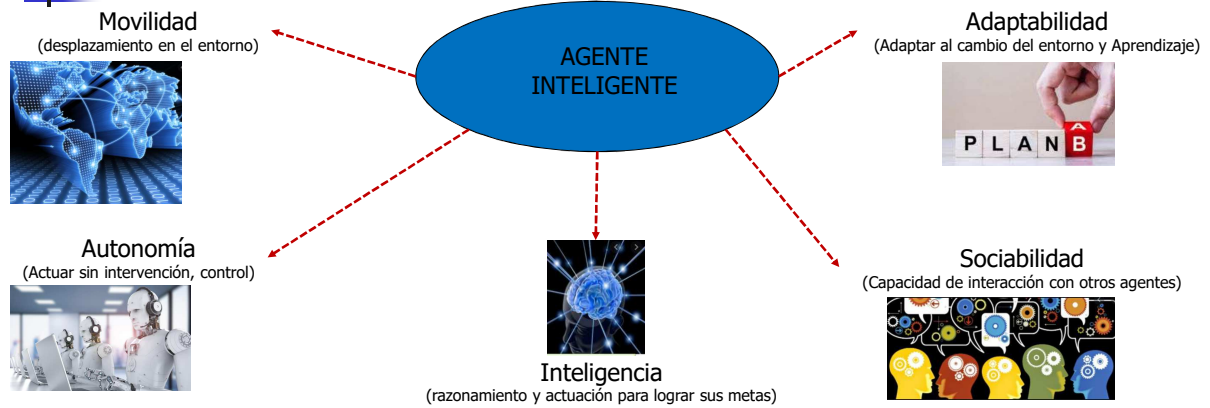 Movilidad
(desplazamiento en el entorno)
AGENTE
INTELIGENTE
Adaptabilidad
(Adaptar al cambio del entorno y Aprendizaje)
A
P L A N B
Autonomía
(Actuar sin intervención, control)
Inteligencia
(razonamiento y actuación para lograr sus metas)
Sociabilidad
(Capacidad de interacción con otros agentes)